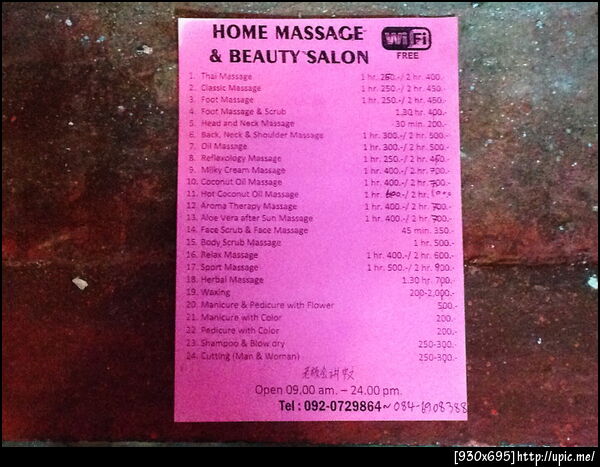 HOME MASSAGE
& BEAUTY SALON
WiFi
FREE
1. Thai Massage 1 hr. 250.-/ 2 hr. 400.-
2. Classic Massage 1 hr. 250.-/ 2 hr. 450.-
3. Foot Massage 1 hr. 250.-/ 2 hr. 450.-
4. Foot Massage & Scrub 1.30 hr. 400.-
5. Head and Neck Massage 30 min. 200.-
6. Back, Neck & Shoulder Massage 1 hr. 300.-/ 2 hr. 500.-
7. Oil Massage 1 hr. 300.-/ 2 hr. 500.-
8. Reflexology Massage 1 hr. 250.-/ 2 hr. 450.-
9. Milky Cream Massage 1 hr. 400.-/ 2 hr. 700.-
10. Coconut Oil Massage 1 hr. 400.-/ 2 hr. 700.-
11. Hot Coconut Oil Massage 1 hr. 600.-/ 2 hr.
12. Aroma Therapy Massage 1 hr. 400.-/ 2 hr. 700.-
13. Aloe Vera after Sun Massage 1 hr. 400.-/ 2 hr. 700.-
14. Face Scrub & Face Massage 45 min. 350.-
15. Body Scrub Massage 1 hr. 500.-
16. Relax Massage 1 hr. 400.-/ 2 hr. 600.-
17. Sport Massage 1 hr. 500.-/ 2 hr. 900.-
18. Herbal Massage 1.30 hr. 700.-
19. Waxing 200-2,000.-
20. Manicure & Pedicure with Flower 500.-
21. Manicure with Color 200.-
22. Pedicure with Color 200.-
23. Shampoo & Blow dry 250-300.-
24. Cutting (Man & Woman) 250-300.-
Open 09.00 am. – 24.00 pm.
Tel : 092-0729864~084-6908388
[930x695]http://upic.me/